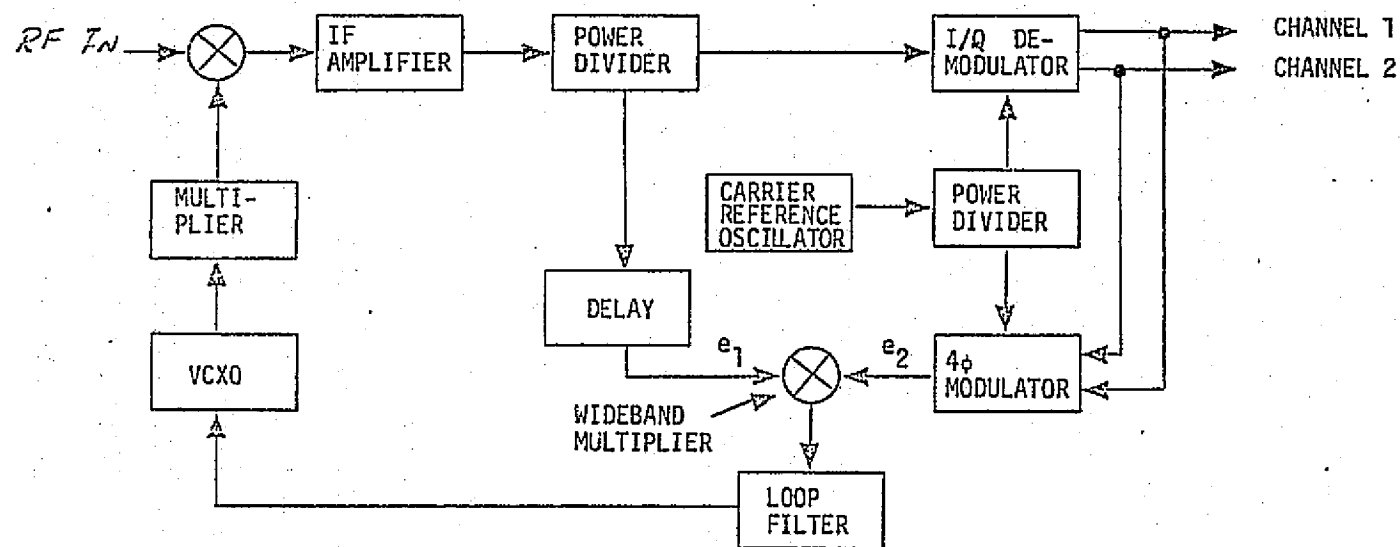 RF IN
IF
AMPLIFIER
POWER
DIVIDER
I/Q DE-
MODULATOR
CHANNEL 1
CHANNEL 2
MULTI-
PLIER
CARRIER
REFERENCE
OSCILLATOR
POWER
DIVIDER
DELAY
VCXO
e1
e2
4φ
MODULATOR
WIDEBAND
MULTIPLIER
LOOP
FILTER